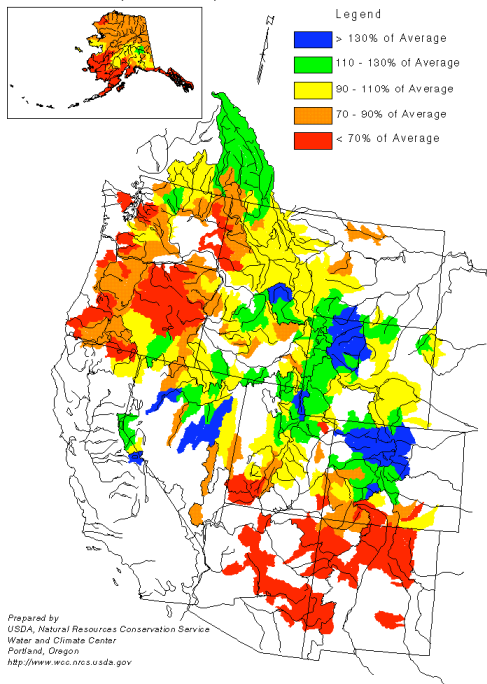 Legend
> 130% of Average
110 - 130% of Average
90 - 110% of Average
70 - 90% of Average
< 70% of Average
Prepared by
USDA, Natural Resources Conservation Service
Water and Climate Center
Portland, Oregon
http://www.wcc.nrcs.usda.gov